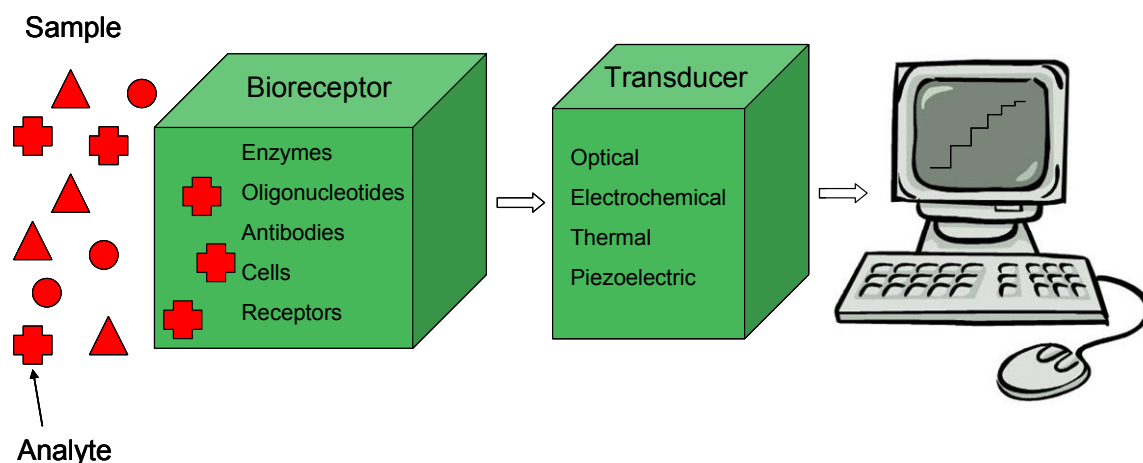 Sample
Bioreceptor
Enzymes
Oligonucleotides
Antibodies
Cells
Receptors
Transducer
Optical
Electrochemical
Thermal
Piezoelectric
Analyte